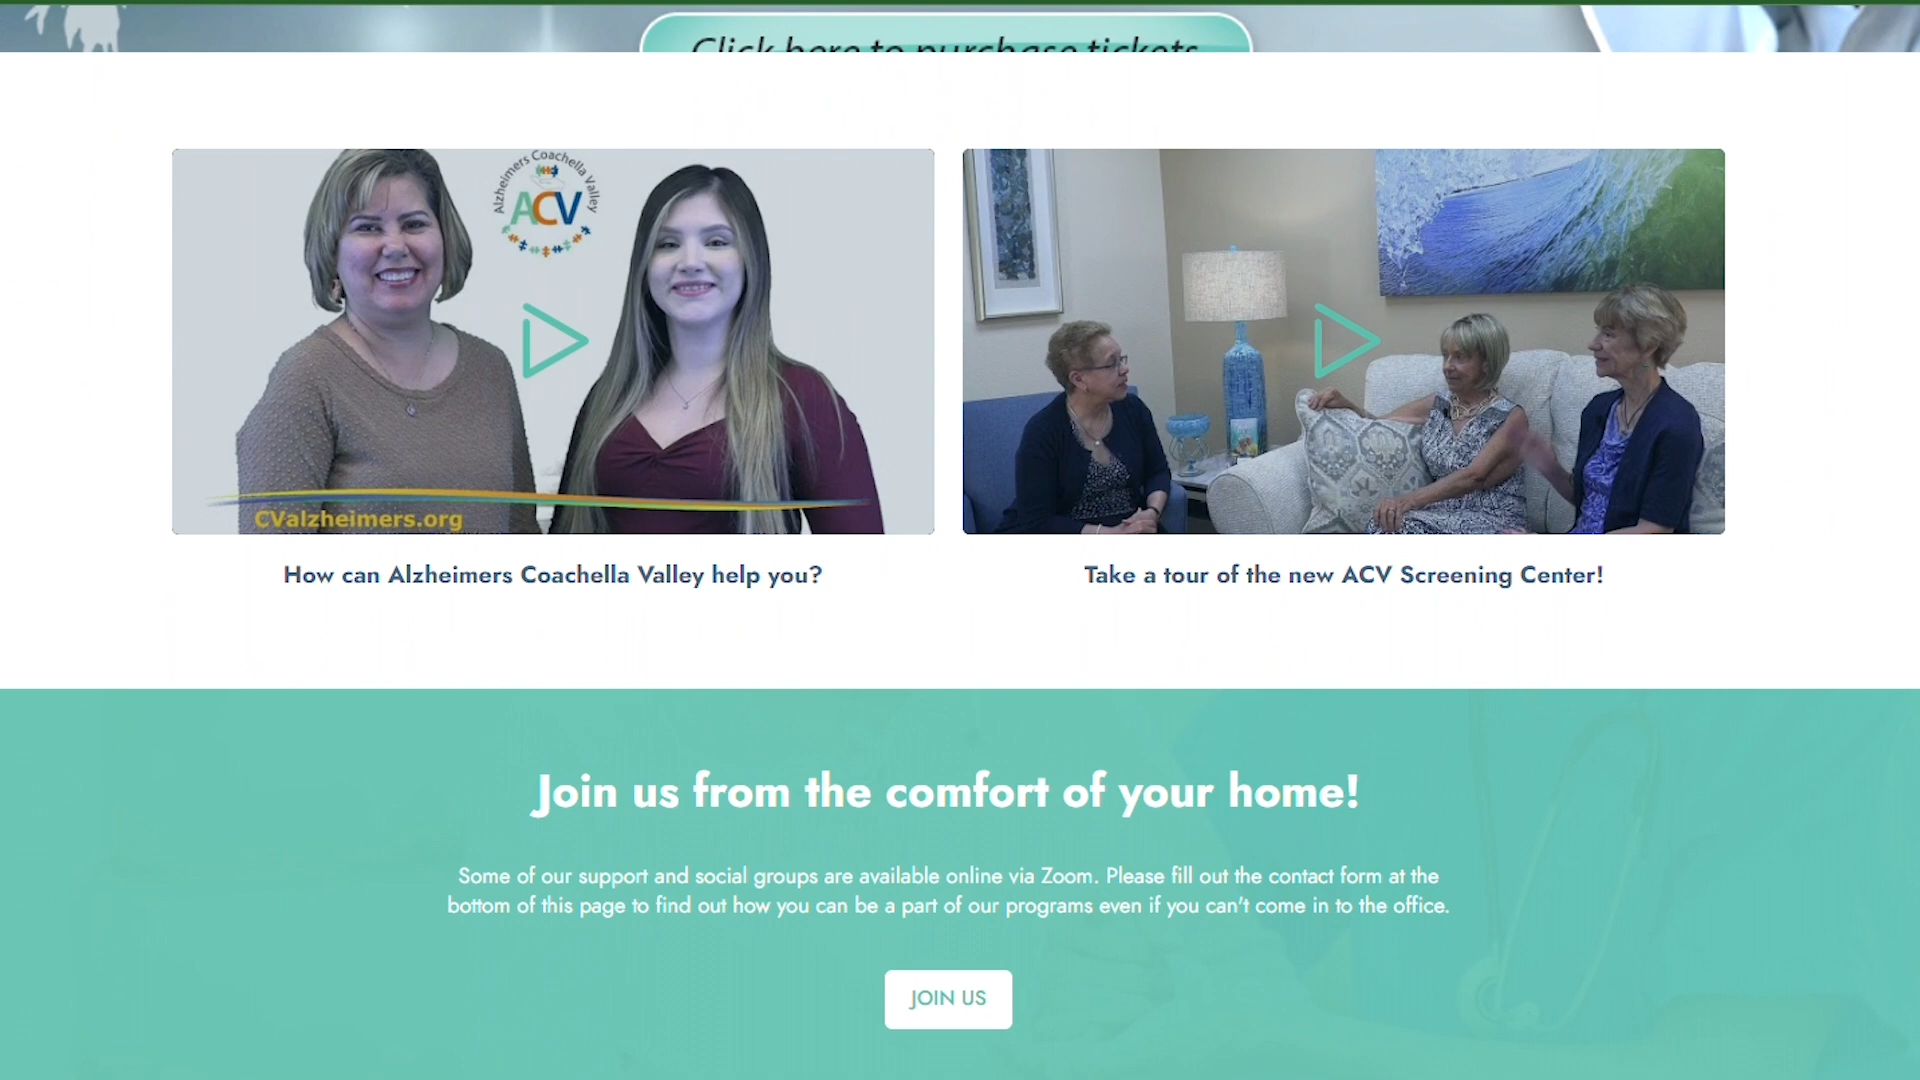 Click here to purchase tickets
Alzheimers Coachella Valley
ACV
CValzheimers.org
How can Alzheimers Coachella Valley help you?
Take a tour of the new ACV Screening Center!
Join us from the comfort of your home!
Some of our support and social groups are available online via Zoom. Please fill out the contact form at the
bottom of this page to find out how you can be a part of our programs even if you can't come in to the office.
JOIN US